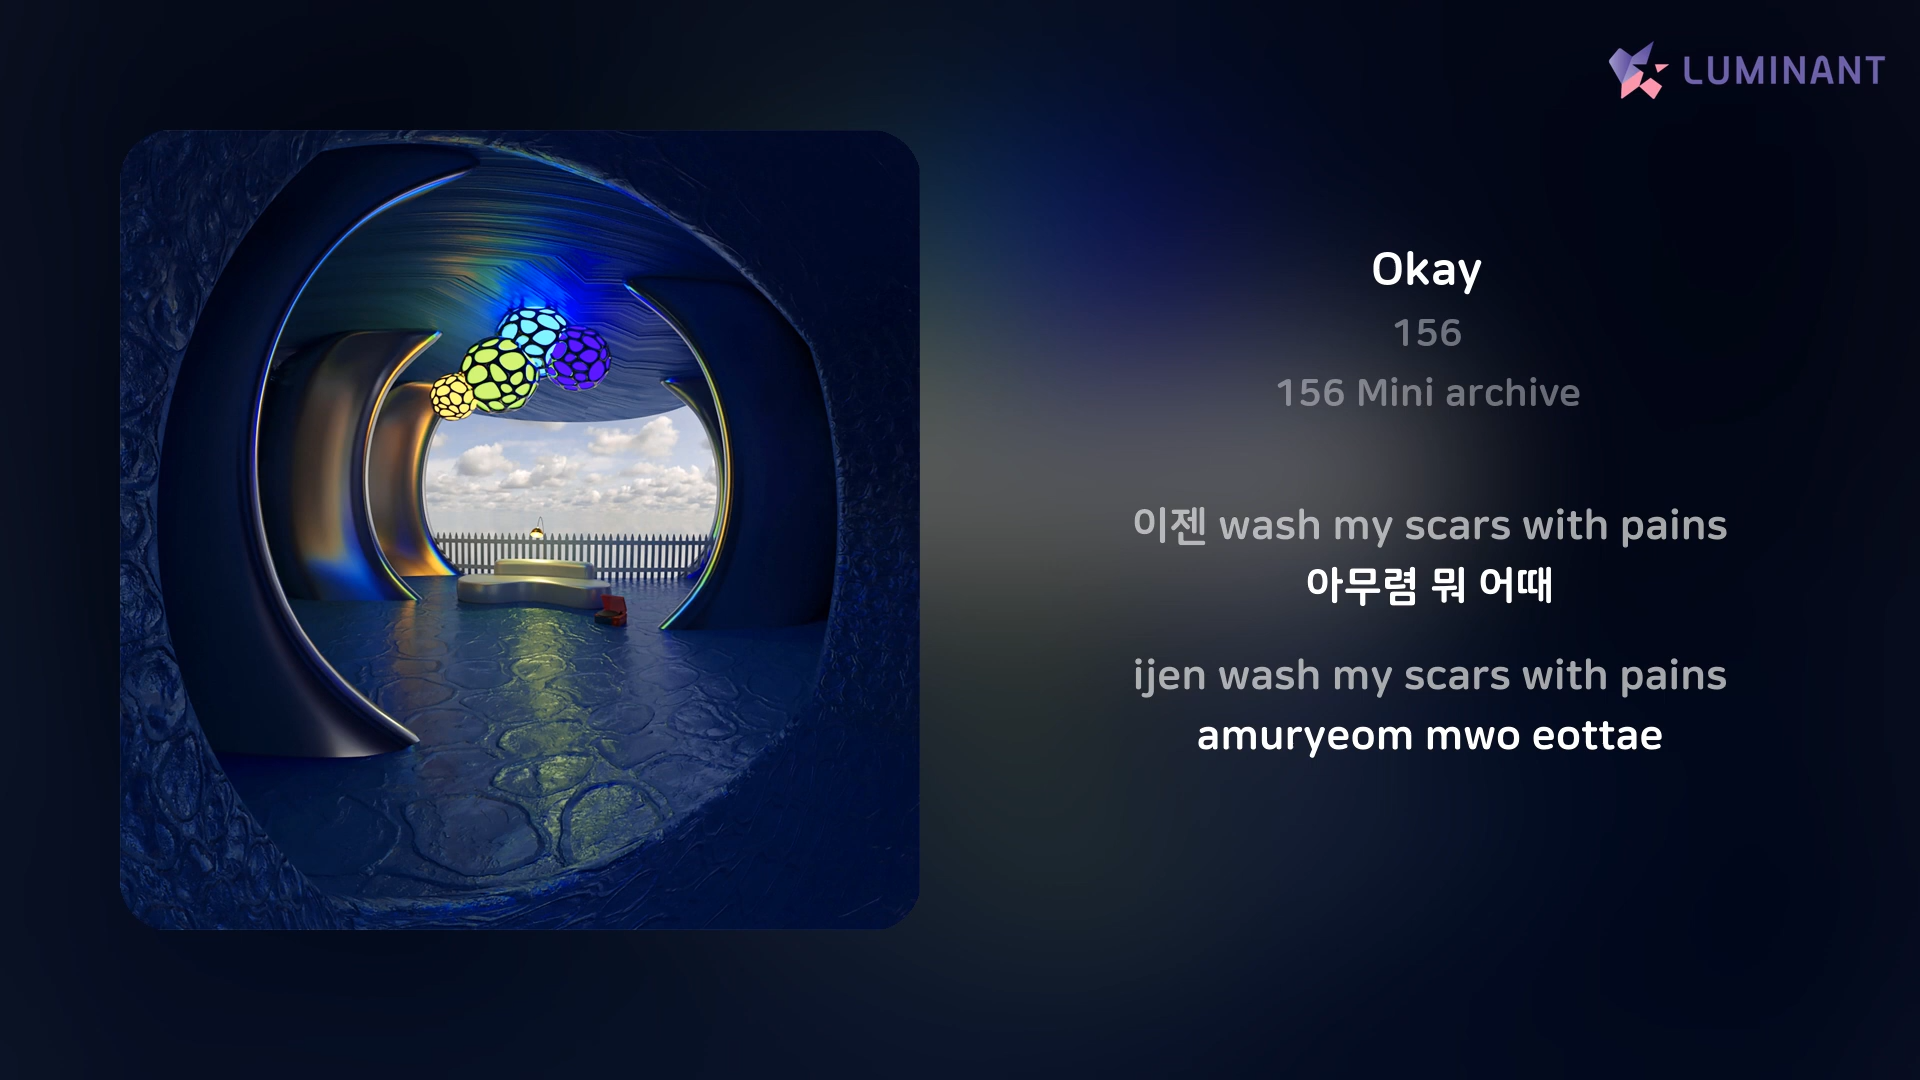 LUMINANT
Okay
156
156 Mini archive
이젠 wash my scars with pains
아무렴 뭐 어때
ijen wash my scars with pains
amuryeom mwo eottae